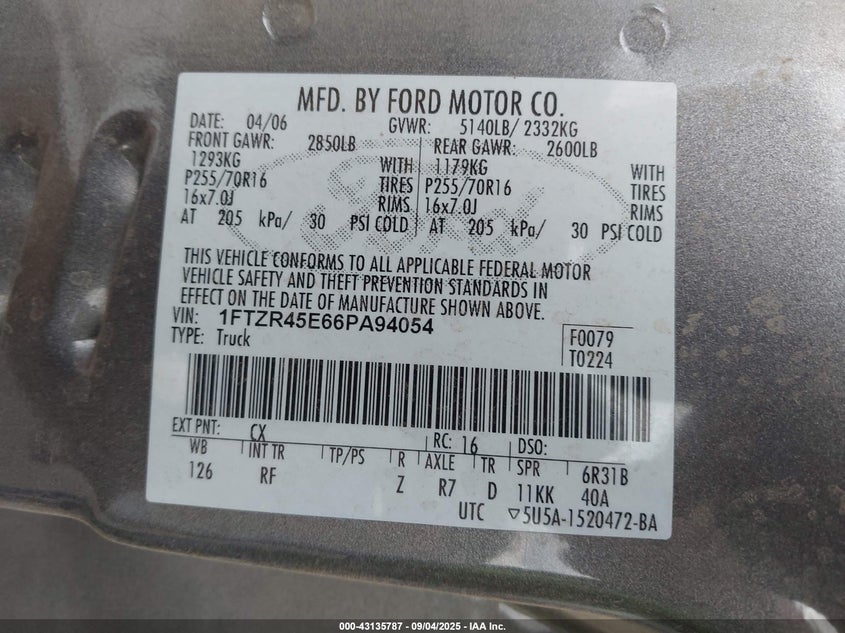 MFD. BY FORD MOTOR CO.
DATE: 04/06 GVWR: 5140LB/ 2332KG
FRONT GAWR: 2850LB REAR GAWR: 2600LB
1293KG WITH 1179KG WITH
P255/70R16 TIRES P255/70R16 TIRES
16x7.0J RIMS 16x7.0J RIMS
AT 205 kPa/ 30 PSI COLD AT 205 kPa/ 30 PSI COLD
Ford
THIS VEHICLE CONFORMS TO ALL APPLICABLE FEDERAL MOTOR
VEHICLE SAFETY AND THEFT PREVENTION STANDARDS IN
EFFECT ON THE DATE OF MANUFACTURE SHOWN ABOVE.
VIN: 1FTZR45E66PA94054
TYPE: Truck
F0079
T0224
EXT PNT: CX RC: 16 DSO:
WB INT TR TP/PS R AXLE TR SPR 6R31B
126 RF Z R7 D 11KK 40A
UTC ▽5U5A-1520472-BA
000-43135787 - 09/04/2025 - IAA Inc.